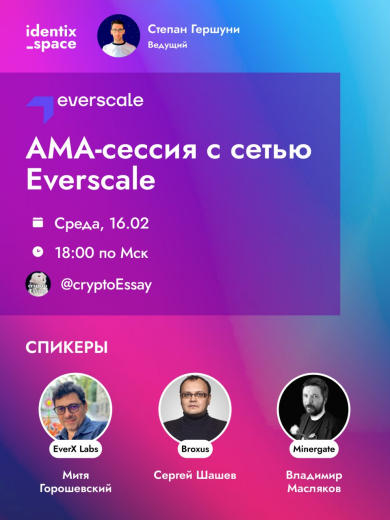 identix
_space
Степан Гершуни
Ведущий
everscale
АМА-сессия с сетью
Everscale
Среда, 16.02
18:00 по Мск
@cryptoEssay
СПИКЕРЫ
EverX Labs
Broxus
Minergate
Митя
Горошевский
Сергей Шашев
Владимир
Масляков